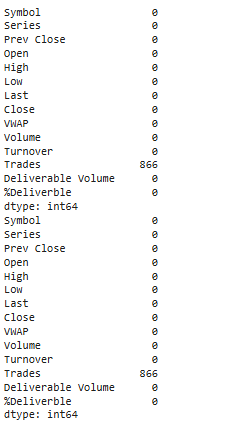 Symbol 0
Series 0
Prev Close 0
Open 0
High 0
Low 0
Last 0
Close 0
VWAP 0
Volume 0
Turnover 0
Trades 866
Deliverable Volume 0
%Deliverble 0
dtype: int64
Symbol 0
Series 0
Prev Close 0
Open 0
High 0
Low 0
Last 0
Close 0
VWAP 0
Volume 0
Turnover 0
Trades 866
Deliverable Volume 0
%Deliverble 0
dtype: int64